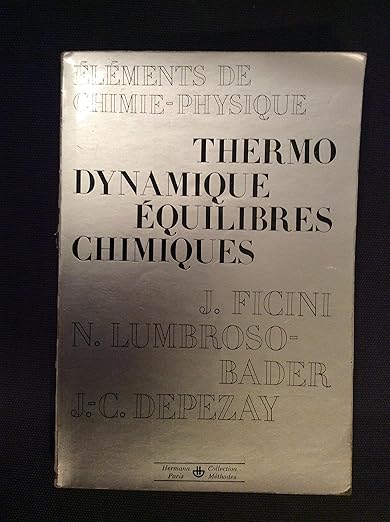 ÉLÉMENTS DE
CHIMIE-PHYSIQUE
THERMO
DYNAMIQUE
ÉQUILIBRES
CHIMIQUES
J. FICINI
N. LUMBROSO-
BADER
J.-C. DEPEZAY
Hermann Collection
Paris Méthodes